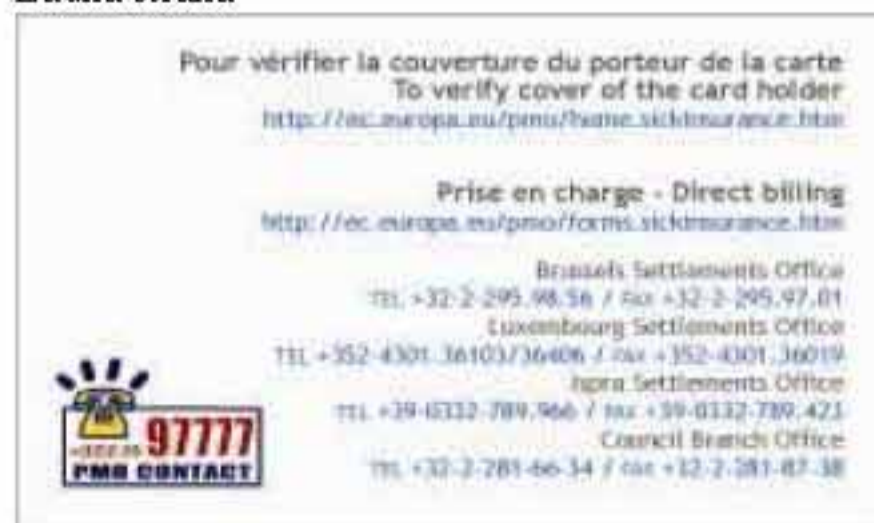 Pour vérifier la couverture du porteur de la carte
To verify cover of the card holder
http://ec.europa.eu/pmo/home.sickinsurance.htm
Prise en charge - Direct billing
http://ec.europa.eu/pmo/forms.sickinsurance.htm
Brussels Settlements Office
TEL +32-2-295.98.56 / FAX +32-2-295.97.01
Luxembourg Settlements Office
TEL +352-4301.36103/36406 / FAX +352-4301.36019
Ispra Settlements Office
TEL +39-0332-789.966 / FAX +39-0332-789.423
Council Branch Office
TEL +32-2-281-66-34 / FAX +32-2-281-87-38
97777
PMO CONTACT